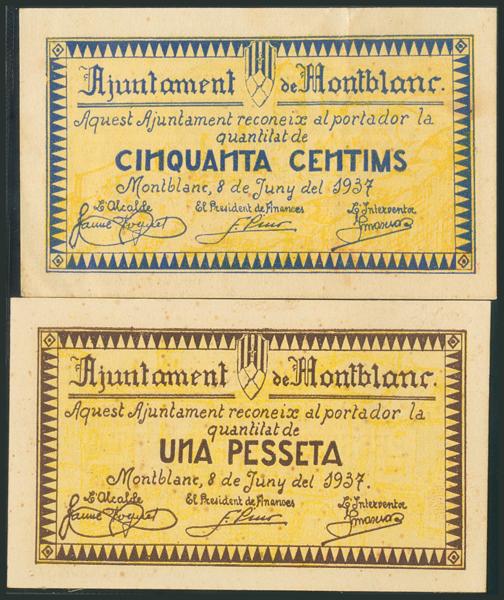 Ajuntament de Montblanc.
Aquest Ajuntament reconeix al portador la
quantitat de
CINQUANTA CENTIMS
Montblanc, 8 de Juny del 1937
L'Alcalde El President de Finances L'Interventor
Ajuntament de Montblanc.
Aquest Ajuntament reconeix al portador la
quantitat de
UNA PESSETA
Montblanc, 8 de Juny del 1937.
L'Alcalde El President de Finances L'Interventor